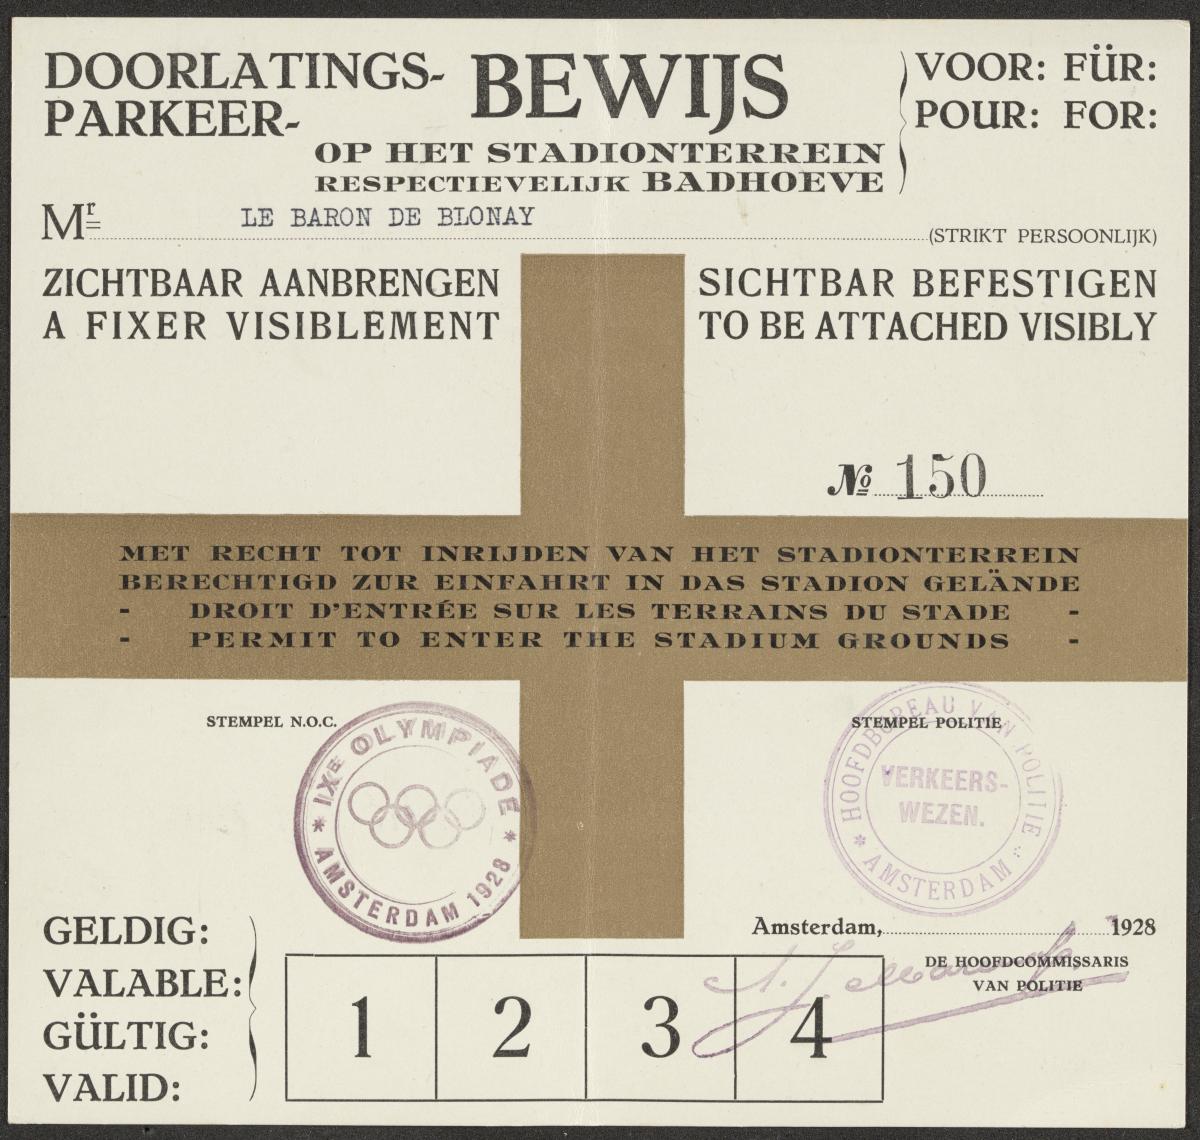 DOORLATINGS- BEWIJS VOOR: FÜR:
PARKEER- POUR: FOR:
OP HET STADIONTERREIN
RESPECTIEVELIJK BADHOEVE
Mr LE BARON DE BLONAY (STRIKT PERSOONLIJK)
ZICHTBAAR AANBRENGEN SICHTBAR BEFESTIGEN
A FIXER VISIBLEMENT TO BE ATTACHED VISIBLY
No 150
MET RECHT TOT INRIJDEN VAN HET STADIONTERREIN
BERECHTIGD ZUR EINFAHRT IN DAS STADION GELÄNDE
- DROIT D'ENTRÉE SUR LES TERRAINS DU STADE -
- PERMIT TO ENTER THE STADIUM GROUNDS -
STEMPEL N.O.C. STEMPEL POLITIE
IXE OLYMPIADE
* AMSTERDAM 1928 *
HOOFDBUREAU VAN POLITIE
VERKEERS-
WEZEN.
* AMSTERDAM *
Amsterdam, 1928
DE HOOFDCOMMISSARIS
VAN POLITIE
GELDIG:
VALABLE:
GÜLTIG:
VALID:
1 2 3 4